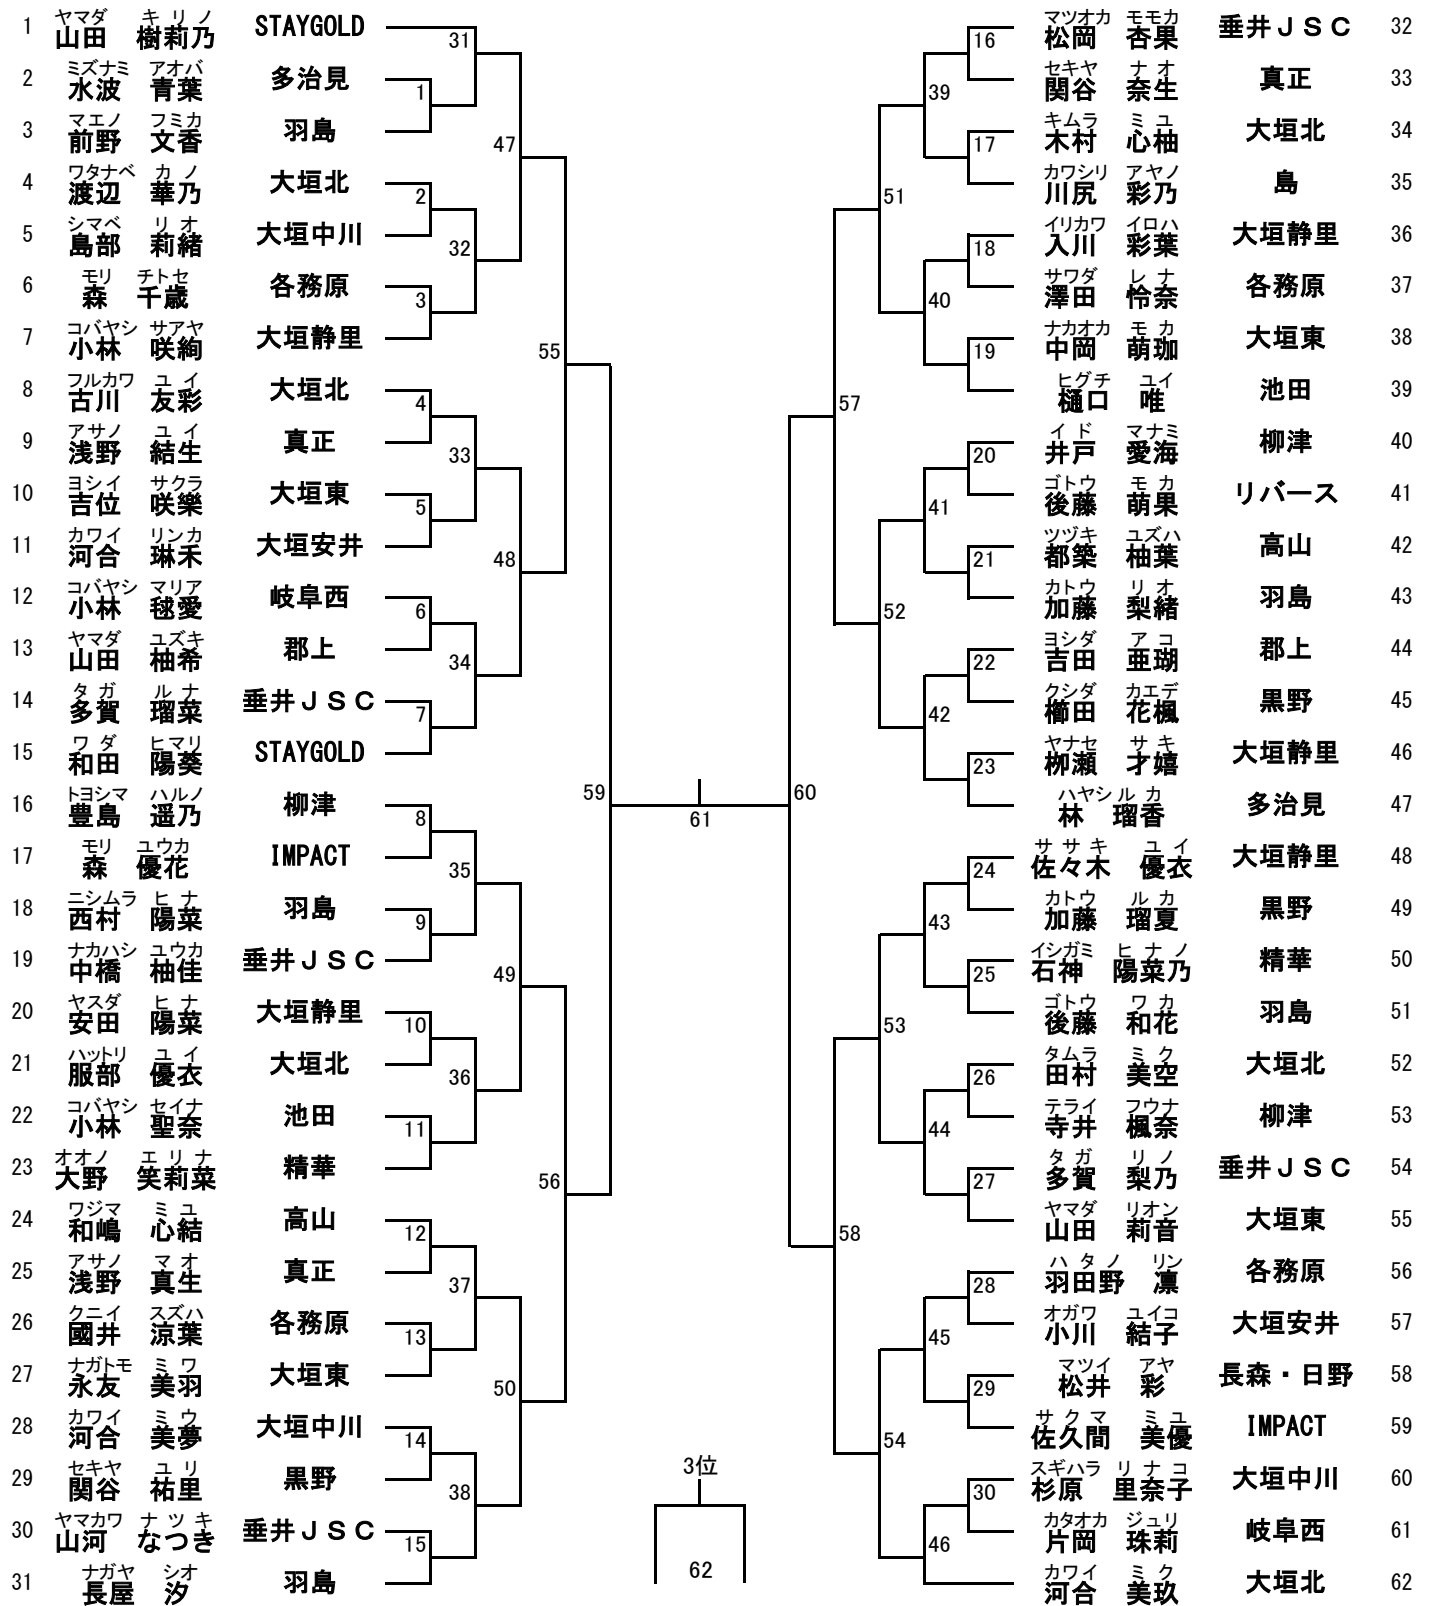 1 ヤマダ キリノ 山田 樹莉乃 STAYGOLD
2 ミズナミ アオバ 水波 青葉 多治見
3 マエノ フミカ 前野 文香 羽島
4 ワタナベ カノ 渡辺 華乃 大垣北
5 シマベ リオ 島部 莉緒 大垣中川
6 モリ チトセ 森 千歳 各務原
7 コバヤシ サアヤ 小林 咲絢 大垣静里
8 フルカワ ユイ 古川 友彩 大垣北
9 アサノ ユイ 浅野 結生 真正
10 ヨシイ サクラ 吉位 咲樂 大垣東
11 カワイ リンカ 河合 琳禾 大垣安井
12 コバヤシ マリア 小林 毬愛 岐阜西
13 ヤマダ ユズキ 山田 柚希 郡上
14 タガ ルナ 多賀 瑠菜 垂井ＪＳＣ
15 ワダ ヒマリ 和田 陽葵 STAYGOLD
16 トヨシマ ハルノ 豊島 遥乃 柳津
17 モリ ユウカ 森 優花 IMPACT
18 ニシムラ ヒナ 西村 陽菜 羽島
19 ナカハシ ユウカ 中橋 柚佳 垂井ＪＳＣ
20 ヤスダ ヒナ 安田 陽菜 大垣静里
21 ハットリ ユイ 服部 優衣 大垣北
22 コバヤシ セイナ 小林 聖奈 池田
23 オオノ エリナ 大野 笑莉菜 精華
24 ワジマ ミユ 和嶋 心結 高山
25 アサノ マオ 浅野 真生 真正
26 クニイ スズハ 國井 涼葉 各務原
27 ナガトモ ミワ 永友 美羽 大垣東
28 カワイ ミウ 河合 美夢 大垣中川
29 セキヤ ユリ 関谷 祐里 黒野
30 ヤマカワ ナツキ 山河 なつき 垂井ＪＳＣ
31 ナガヤ シオ 長屋 汐 羽島
31
1
47
2
32
3
55
4
33
5
48
6
34
7
59
8
35
9
49
10
36
11
56
12
37
13
50
14
38
15
61
3位
62
60
16
39
17
51
18
40
19
57
20
41
21
52
22
42
23
24
43
25
53
26
44
27
58
28
45
29
54
30
46
マツオカ モモカ 松岡 杏果 垂井ＪＳＣ 32
セキヤ ナオ 関谷 奈生 真正 33
キムラ ミユ 木村 心柚 大垣北 34
カワシリ アヤノ 川尻 彩乃 島 35
イリカワ イロハ 入川 彩葉 大垣静里 36
サワダ レナ 澤田 怜奈 各務原 37
ナカオカ モカ 中岡 萌珈 大垣東 38
ヒグチ ユイ 樋口 唯 池田 39
イド マナミ 井戸 愛海 柳津 40
ゴトウ モカ 後藤 萌果 リバース 41
ツヅキ ユズハ 都築 柚葉 高山 42
カトウ リオ 加藤 梨緒 羽島 43
ヨシダ アコ 吉田 亜瑚 郡上 44
クシダ カエデ 櫛田 花楓 黒野 45
ヤナセ サキ 栁瀬 才嬉 大垣静里 46
ハヤシ ルカ 林 瑠香 多治見 47
ササキ ユイ 佐々木 優衣 大垣静里 48
カトウ ルカ 加藤 瑠夏 黒野 49
イシガミ ヒナノ 石神 陽菜乃 精華 50
ゴトウ ワカ 後藤 和花 羽島 51
タムラ ミク 田村 美空 大垣北 52
テライ フウナ 寺井 楓奈 柳津 53
タガ リノ 多賀 梨乃 垂井ＪＳＣ 54
ヤマダ リオン 山田 莉音 大垣東 55
ハタノ リン 羽田野 凛 各務原 56
オガワ ユイコ 小川 結子 大垣安井 57
マツイ アヤ 松井 彩 長森・日野 58
サクマ ミユ 佐久間 美優 IMPACT 59
スギハラ リナコ 杉原 里奈子 大垣中川 60
カタオカ ジュリ 片岡 珠莉 岐阜西 61
カワイ ミク 河合 美玖 大垣北 62